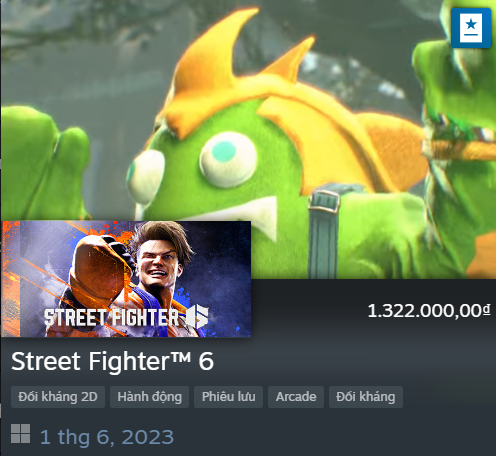 STREET FIGHTER 6
1.322.000,00₫
Street Fighter™ 6
Đối kháng 2D
Hành động
Phiêu lưu
Arcade
Đối kháng
1 thg 6, 2023